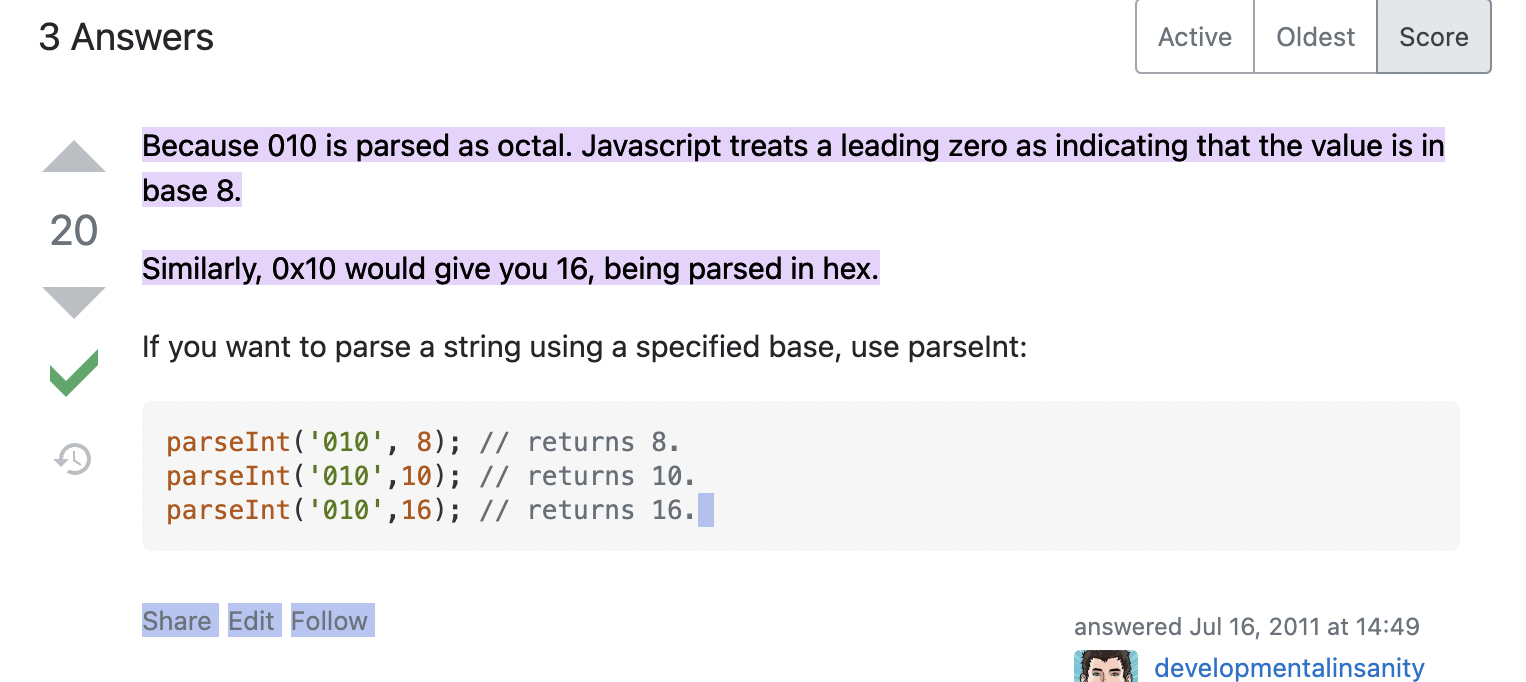 3 Answers
Active Oldest Score
Because 010 is parsed as octal. Javascript treats a leading zero as indicating that the value is in
base 8.
20
Similarly, 0x10 would give you 16, being parsed in hex.
If you want to parse a string using a specified base, use parseInt:
parseInt('010', 8); // returns 8.
parseInt('010',10); // returns 10.
parseInt('010',16); // returns 16.
Share Edit Follow
answered Jul 16, 2011 at 14:49
developmentalinsanity